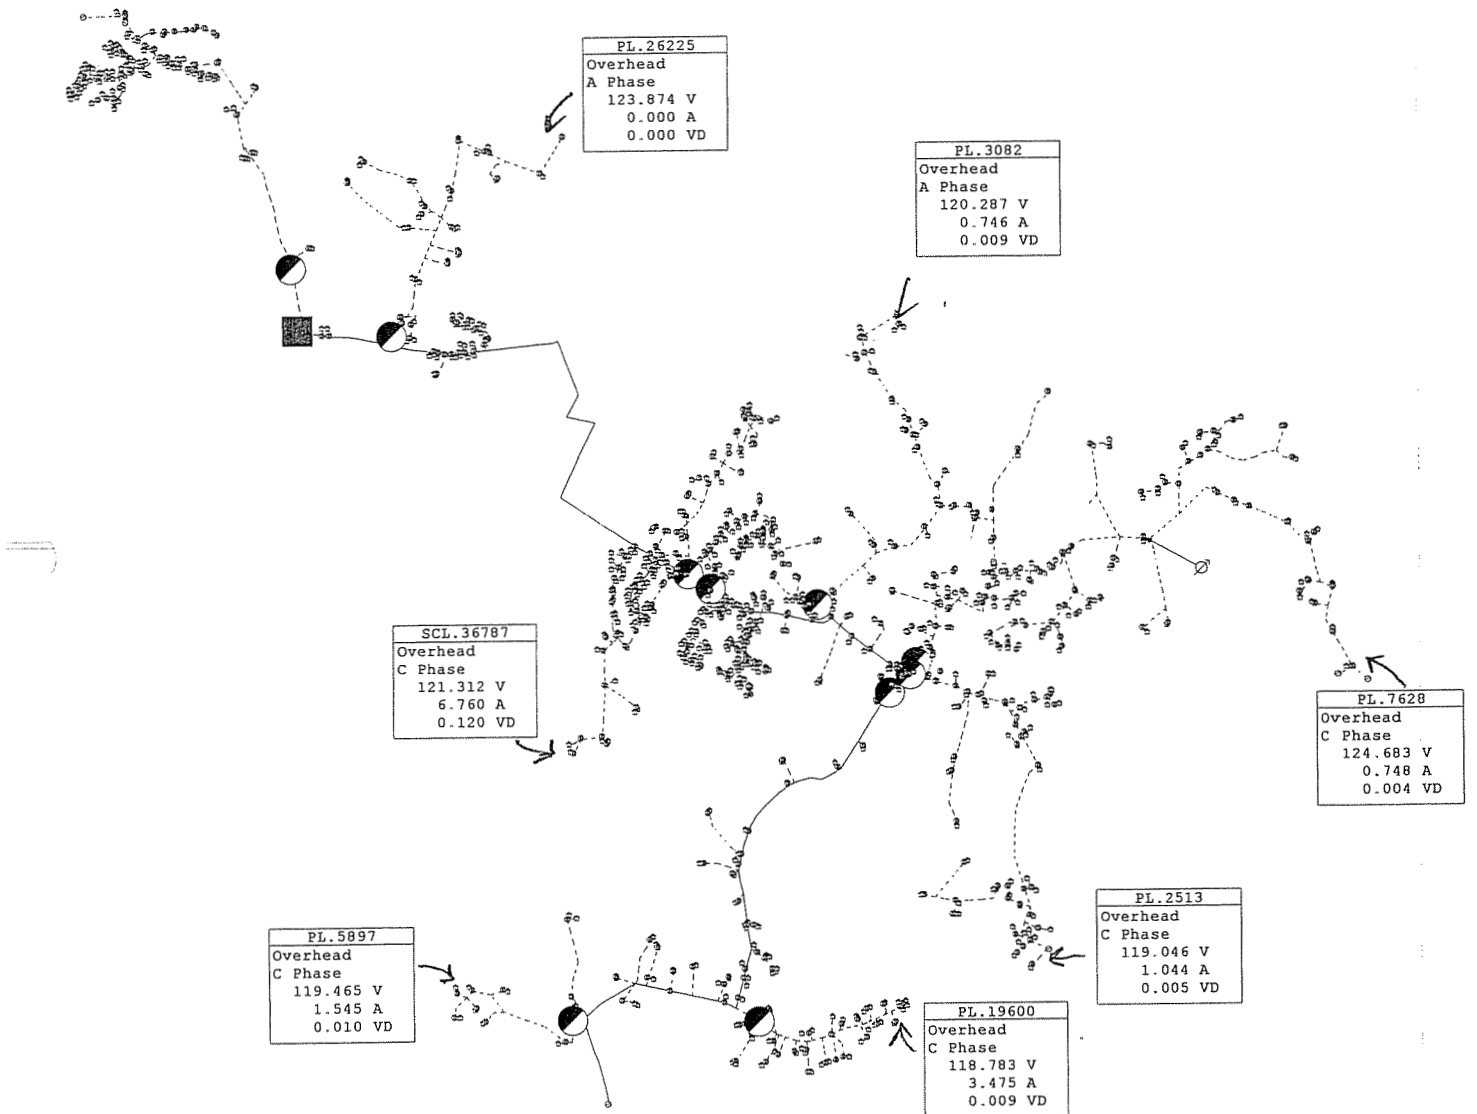 PL.26225
Overhead
A Phase
123.874 V
0.000 A
0.000 VD
PL.3082
Overhead
A Phase
120.287 V
0.746 A
0.009 VD
SCL.36787
Overhead
C Phase
121.312 V
6.760 A
0.120 VD
PL.7628
Overhead
C Phase
124.683 V
0.748 A
0.004 VD
PL.2513
Overhead
C Phase
119.046 V
1.044 A
0.005 VD
PL.5897
Overhead
C Phase
119.465 V
1.545 A
0.010 VD
PL.19600
Overhead
C Phase
118.783 V
3.475 A
0.009 VD